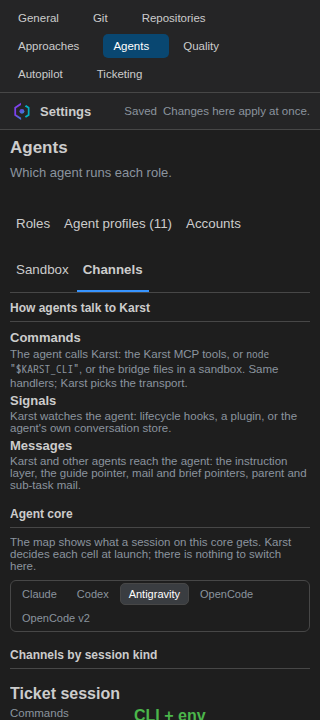 General Git Repositories
Approaches Agents Quality
Autopilot Ticketing
Settings Saved Changes here apply at once.
Agents
Which agent runs each role.
Roles Agent profiles (11) Accounts
Sandbox Channels
How agents talk to Karst
Commands
The agent calls Karst: the Karst MCP tools, or node
"$KARST_CLI", or the bridge files in a sandbox. Same
handlers; Karst picks the transport.
Signals
Karst watches the agent: lifecycle hooks, a plugin, or the
agent's own conversation store.
Messages
Karst and other agents reach the agent: the instruction
layer, the guide pointer, mail and brief pointers, parent and
sub-task mail.
Agent core
The map shows what a session on this core gets. Karst
decides each cell at launch; there is nothing to switch
here.
Claude Codex Antigravity OpenCode
OpenCode v2
Channels by session kind
Ticket session
Commands CLI + env